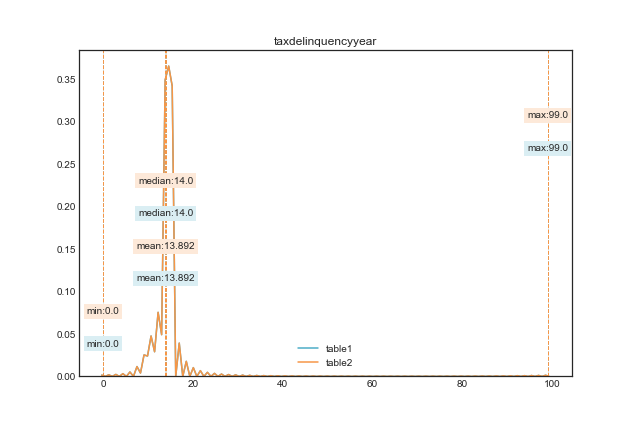 taxdelinquencyyear
0.35
0.30
0.25
0.20
0.15
0.10
0.05
0.00
max:99.0
max:99.0
median:14.0
median:14.0
mean:13.892
mean:13.892
min:0.0
min:0.0
table1
table2
0
20
40
60
80
100